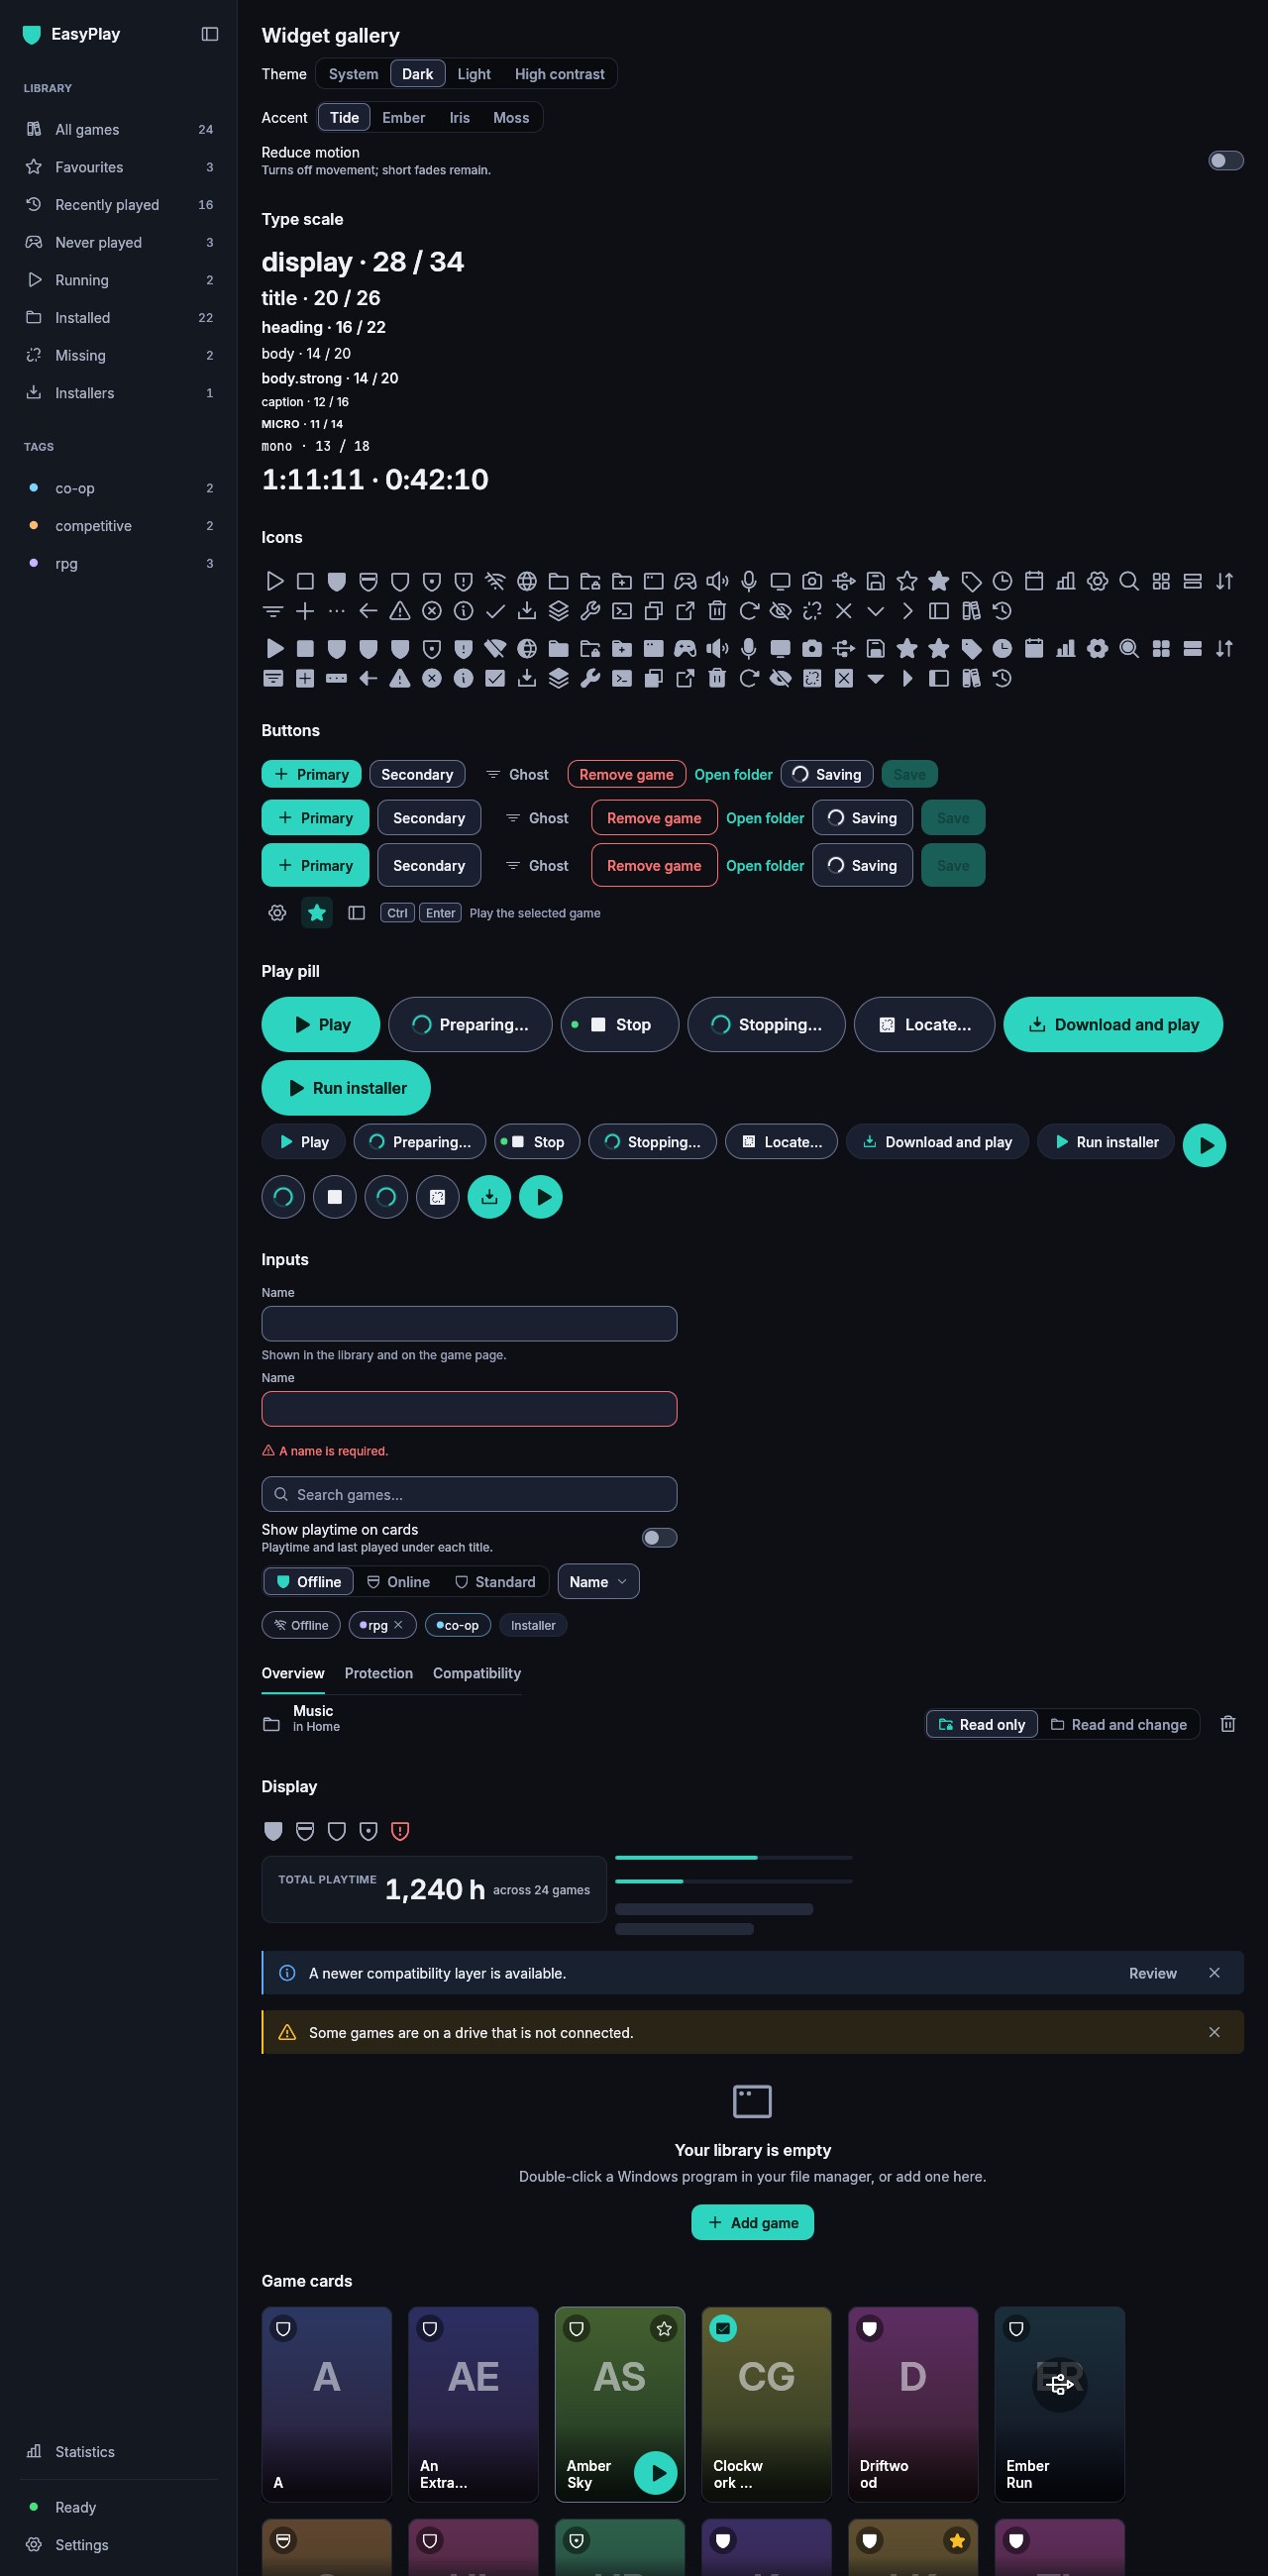 EasyPlay
LIBRARY
All games 24
Favourites 3
Recently played 16
Never played 3
Running 2
Installed 22
Missing 2
Installers 1
TAGS
co-op 2
competitive 2
rpg 3
Statistics
Ready
Settings
Widget gallery
Theme System Dark Light High contrast
Accent Tide Ember Iris Moss
Reduce motion
Turns off movement; short fades remain.
Type scale
display · 28 / 34
title · 20 / 26
heading · 16 / 22
body · 14 / 20
body.strong · 14 / 20
caption · 12 / 16
MICRO · 11 / 14
mono · 13 / 18
1:11:11 · 0:42:10
Icons
Buttons
Primary Secondary Ghost Remove game Open folder Saving Save
Primary Secondary Ghost Remove game Open folder Saving Save
Primary Secondary Ghost Remove game Open folder Saving Save
Ctrl Enter Play the selected game
Play pill
Play Preparing... Stop Stopping... Locate... Download and play
Run installer
Play Preparing... Stop Stopping... Locate... Download and play Run installer
Inputs
Name
Shown in the library and on the game page.
Name
A name is required.
Search games...
Show playtime on cards
Playtime and last played under each title.
Offline Online Standard Name
Offline rpg co-op Installer
Overview Protection Compatibility
Music
in Home
Read only Read and change
Display
TOTAL PLAYTIME 1,240 h across 24 games
A newer compatibility layer is available. Review
Some games are on a drive that is not connected.
Your library is empty
Double-click a Windows program in your file manager, or add one here.
Add game
Game cards
A AE AS CG D ER
A
An
Extra...
Amber
Sky
Clockw
ork ...
Driftwo
od
Ember
Run